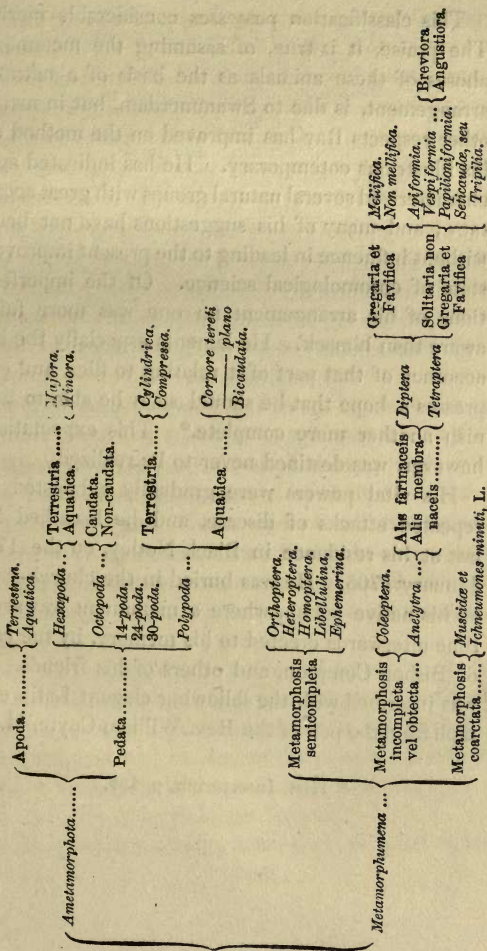 Ametamorphota......
Apoda............
Terrestria.
Aquatica.
Pedata......
Hexapoda...
Terrestria ......
Majora.
Minora.
Aquatica.
Octopoda ...
Caudata.
Non-caudata.
14-poda.
24-poda.
30-poda.
Polypoda ...
Terrestria......
Cylindrica.
Compressa.
Aquatica ......
Corpore tereti
——— plano
Bicaudata.
Metamorphumena ...
Metamorphosis
semicompleta
Orthoptera.
Heteroptera.
Homoptera.
Libellulina.
Ephemerina.
Metamorphosis
incompleta
vel obtecta ...
Coleoptera.
Anelytra ...
Alis farinaceis
Alis membra-
naceis ......
Diptera
Tetraptera
Gregaria et
Favifica
Mellifica.
Non mellifica.
Solitaria non
Gregaria et
Favifica
Apiformia.
Vespiformia ...
Breviora
Angustiora.
Papilioniformia.
Seticaudæ, seu
Tripilia.
Metamorphosis
coarctata ......
Muscidæ et
Ichneumones minuti, L.